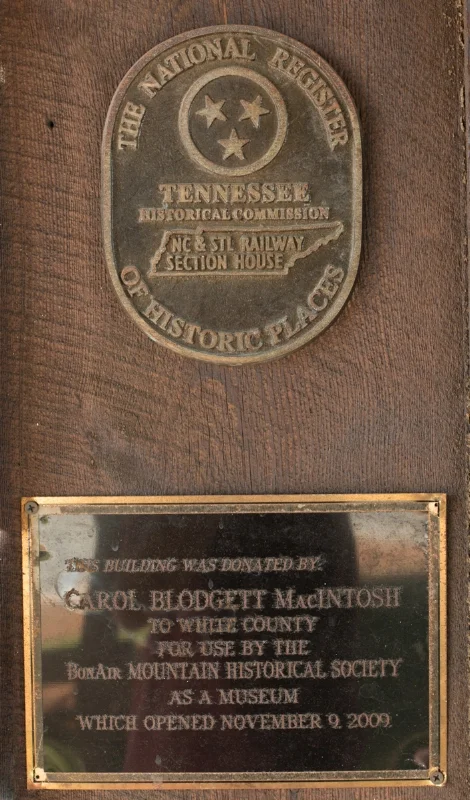 THE NATIONAL REGISTER
TENNESSEE
HISTORICAL COMMISSION
NC & STL RAILWAY
SECTION HOUSE
OF HISTORIC PLACES
THIS BUILDING WAS DONATED BY:
CAROL BLODGETT MACINTOSH
TO WHITE COUNTY
FOR USE BY THE
BONAIR MOUNTAIN HISTORICAL SOCIETY
AS A MUSEUM
WHICH OPENED NOVEMBER 9, 2009